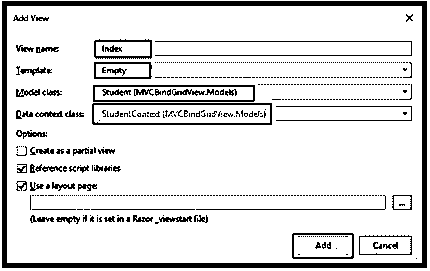 Add View
View name: Index
Template: Empty
Model class: Student (MVCBindGridView.Models)
Data context class: StudentContext (MVCBindGridView.Models)
Options:
Create as a partial view
Reference script libraries
Use a layout page:
...
(Leave empty if it is set in a Razor _viewstart file)
Add Cancel